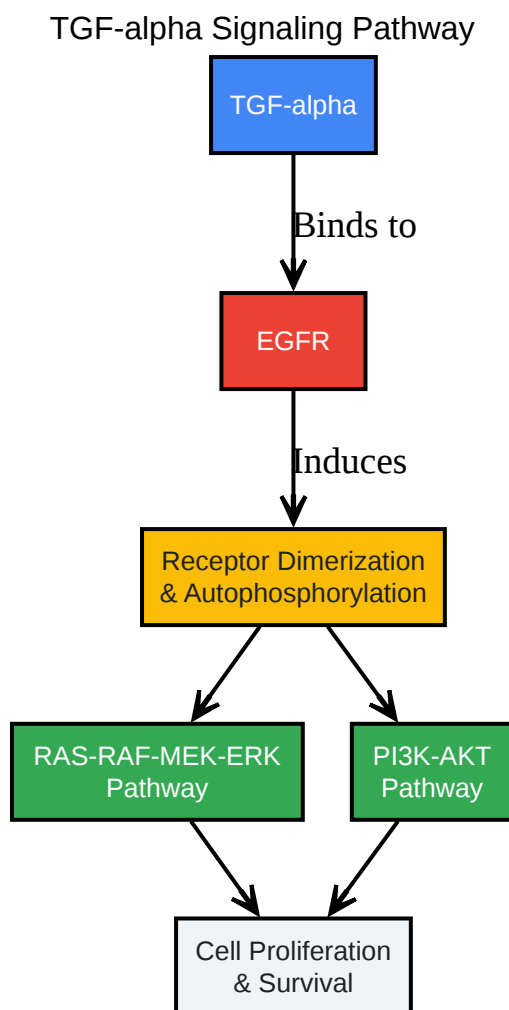 TGF-alpha Signaling Pathway
TGF-alpha
Binds to
EGFR
Induces
Receptor Dimerization
& Autophosphorylation
RAS-RAF-MEK-ERK
Pathway
PI3K-AKT
Pathway
Cell Proliferation
& Survival